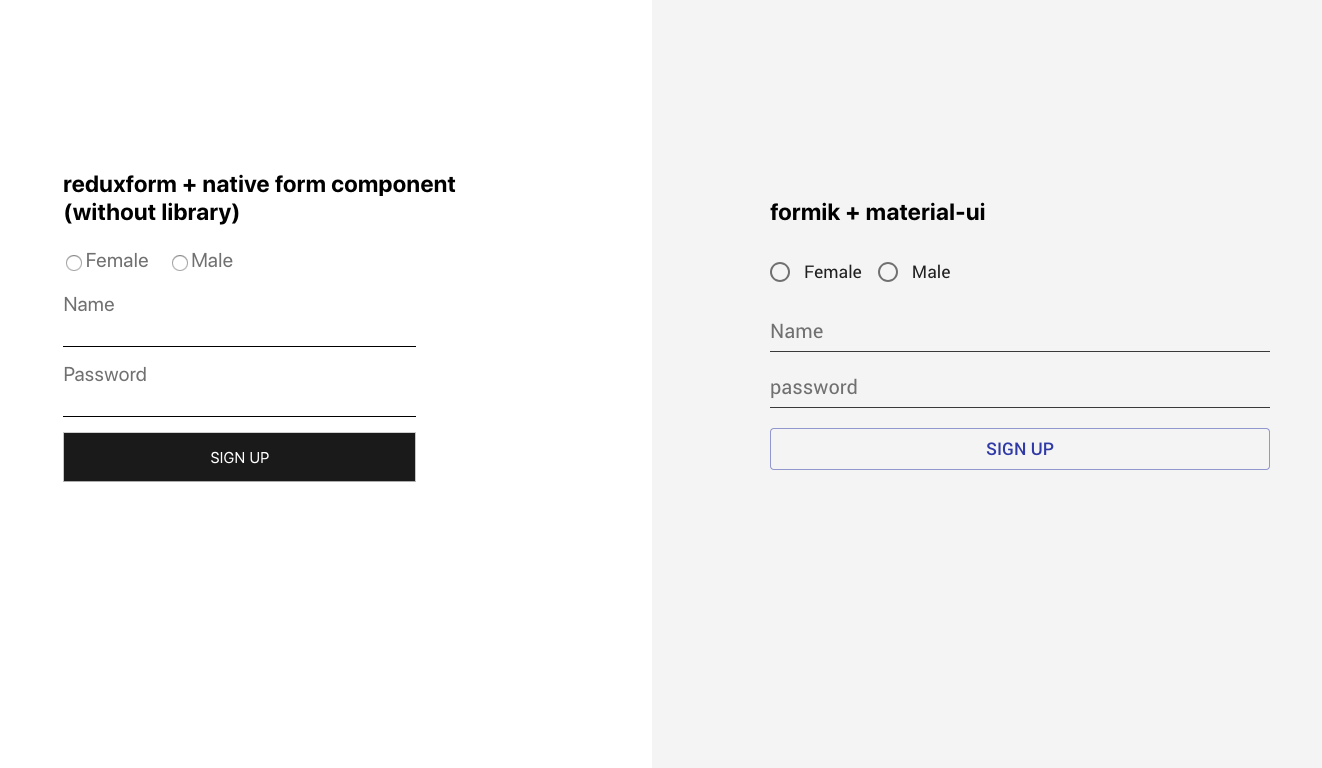 reduxform + native form component
(without library)
Female Male
Name
Password
SIGN UP
formik + material-ui
Female Male
Name
password
SIGN UP